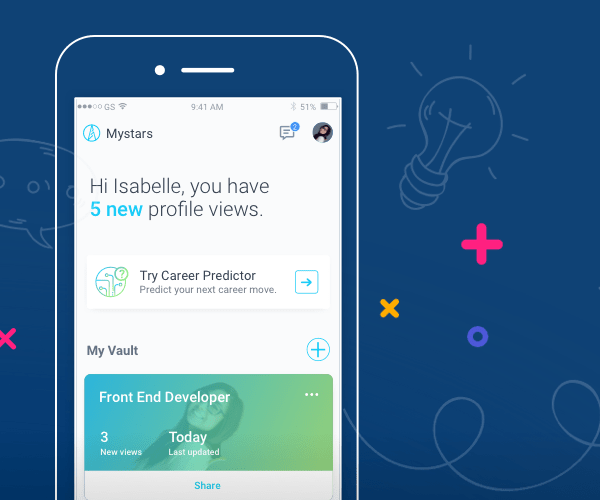 GS 9:41 AM 51%
Mystars 2
Hi Isabelle, you have
5 new profile views.
?
Try Career Predictor
Predict your next career move.
My Vault
Front End Developer
3 Today
New views Last updated
Share